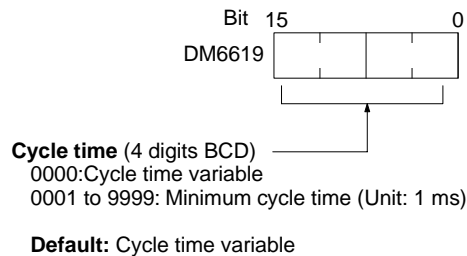 Bit 15 0
DM6619
Cycle time (4 digits BCD)
0000:Cycle time variable
0001 to 9999: Minimum cycle time (Unit: 1 ms)
Default: Cycle time variable